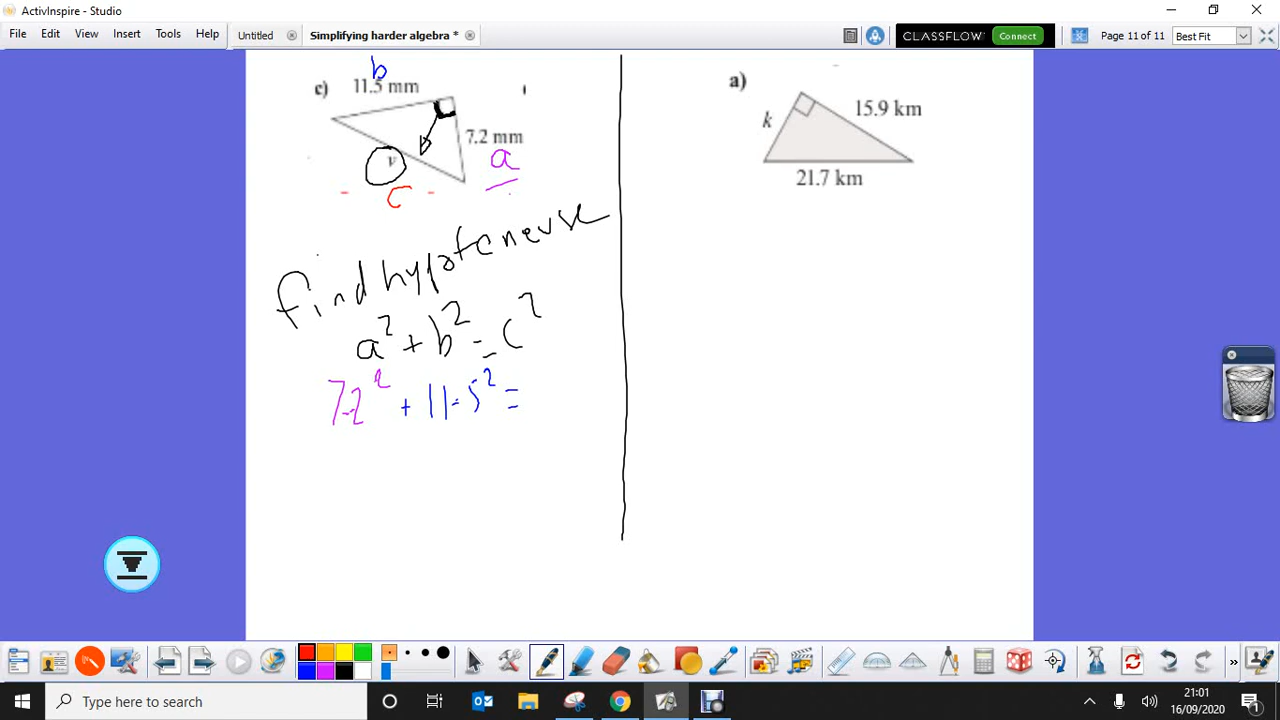 ActivInspire - Studio
File Edit View Insert Tools Help
Untitled
Simplifying harder algebra *
CLASSFLOW Connect
Page 11 of 11
Best Fit
b
c) 11.5 mm
7.2 mm
v
a
c
find hypoteneuse
a² + b² = c²
7.2² + 11.5² =
a)
k
15.9 km
21.7 km
Type here to search
21:01
16/09/2020
1